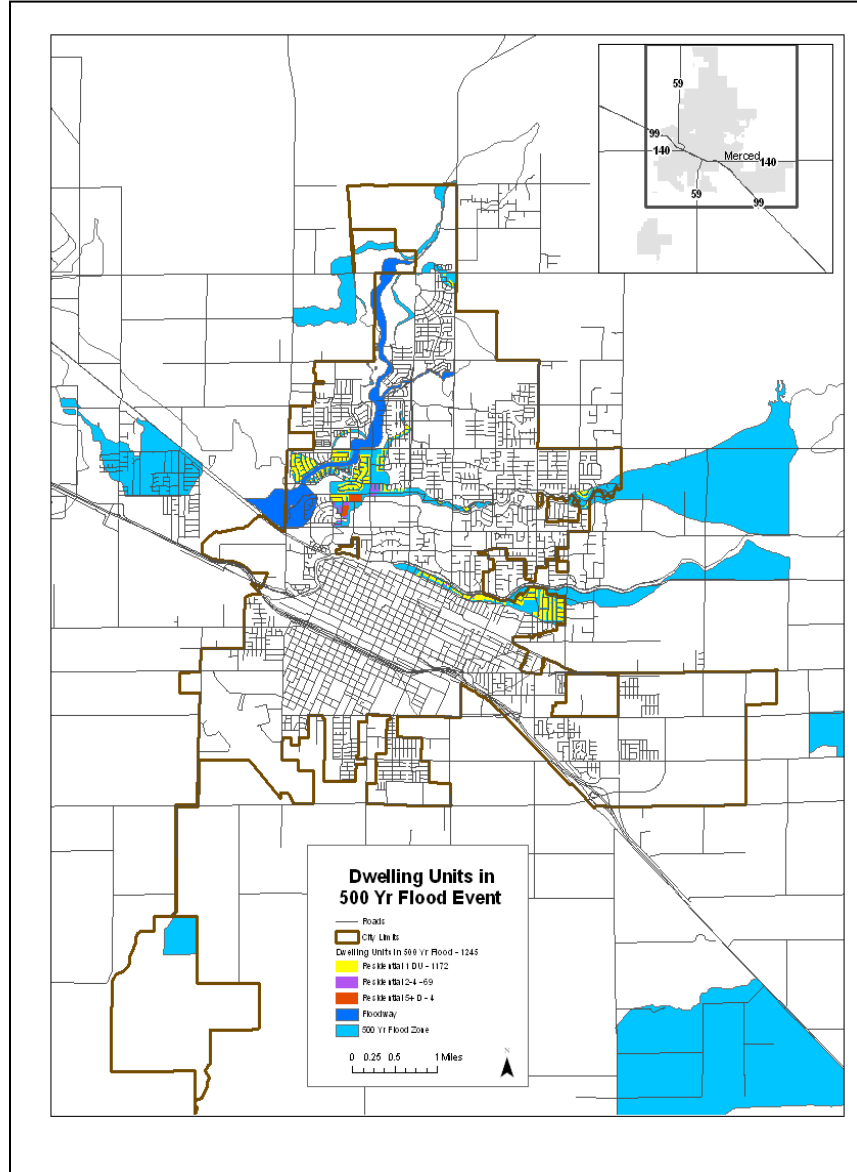 59
99
140
Merced
140
59
99
Dwelling Units in
500 Yr Flood Event
Roads
City Limits
Dwelling Units in 500 Yr Flood - 1245
Residential 1 DU - 1172
Residential 2-4 - 69
Residential 5+ D - 4
Floodway
500 Yr Flood Zone
0 0.25 0.5 1 Miles
N